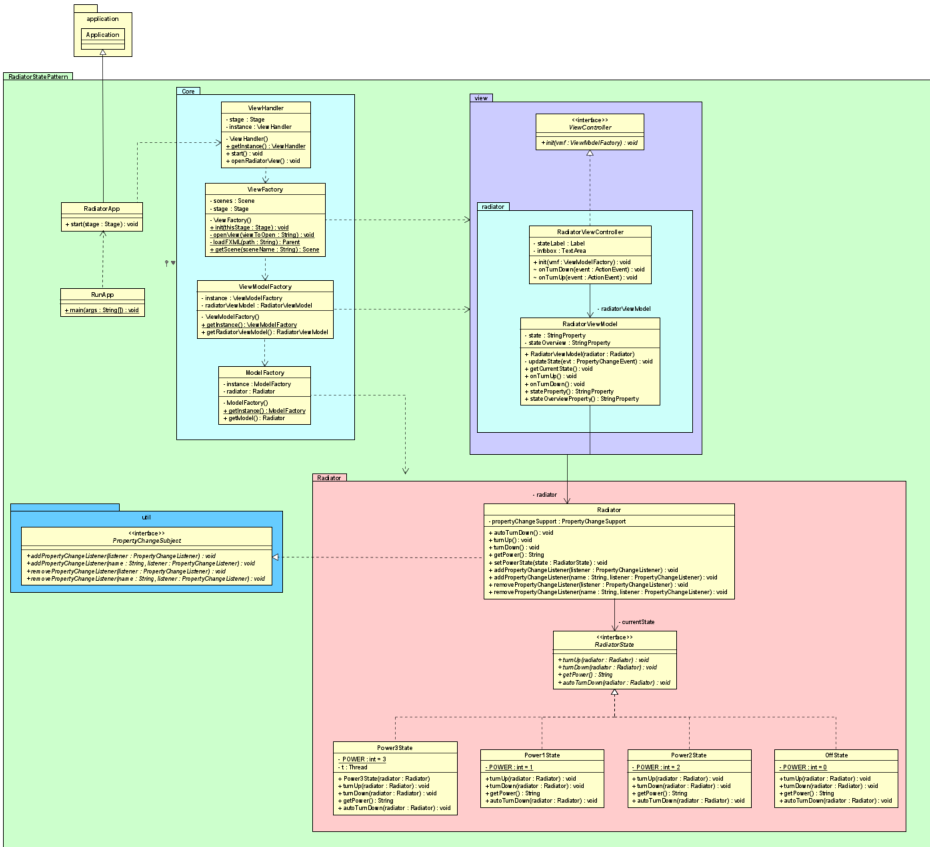 application
Application
RadiatorStatePattern
Core
ViewHandler
- stage : Stage
- instance : ViewHandler
- ViewHandler()
+ getInstance() : ViewHandler
+ start() : void
+ openRadiatorView() : void
view
<<interface>>
ViewController
+ init(vmf : ViewModelFactory) : void
ViewFactory
- scenes : Scene
- stage : Stage
- ViewFactory()
+ init(thisStage : Stage) : void
- openView(viewToOpen : String) : void
- loadFXML(path : String) : Parent
+ getScene(sceneName : String) : Scene
RadiatorApp
+ start(stage : Stage) : void
radiator
RadiatorViewController
- stateLabel : Label
- infobox : TextArea
+ init(vmf : ViewModelFactory) : void
~ onTurnDown(event : ActionEvent) : void
~ onTurnUp(event : ActionEvent) : void
- radiatorViewModel
RunApp
+ main(args : String[]) : void
ViewModelFactory
- instance : ViewModelFactory
- radiatorViewModel : RadiatorViewModel
- ViewModelFactory()
+ getInstance() : ViewModelFactory
+ getRadiatorViewModel() : RadiatorViewModel
RadiatorViewModel
- state : StringProperty
- stateOverview : StringProperty
+ RadiatorViewModel(radiator : Radiator)
- updateState(evt : PropertyChangeEvent) : void
+ getCurrentState() : void
+ onTurnUp() : void
+ onTurnDown() : void
+ stateProperty() : StringProperty
+ stateOverviewProperty() : StringProperty
ModelFactory
- instance : ModelFactory
- radiator : Radiator
- ModelFactory()
+ getInstance() : ModelFactory
+ getModel() : Radiator
Radiator
- radiator
Radiator
- propertyChangeSupport : PropertyChangeSupport
+ autoTurnDown() : void
+ turnUp() : void
+ turnDown() : void
+ getPower() : String
+ setPowerState(state : RadiatorState) : void
+ addPropertyChangeListener(listener : PropertyChangeListener) : void
+ addPropertyChangeListener(name : String, listener : PropertyChangeListener) : void
+ removePropertyChangeListener(listener : PropertyChangeListener) : void
+ removePropertyChangeListener(name : String, listener : PropertyChangeListener) : void
util
<<interface>>
PropertyChangeSubject
+ addPropertyChangeListener(listener : PropertyChangeListener) : void
+ addPropertyChangeListener(name : String, listener : PropertyChangeListener) : void
+ removePropertyChangeListener(listener : PropertyChangeListener) : void
+ removePropertyChangeListener(name : String, listener : PropertyChangeListener) : void
- currentState
<<interface>>
RadiatorState
+ turnUp(radiator : Radiator) : void
+ turnDown(radiator : Radiator) : void
+ getPower() : String
+ autoTurnDown(radiator : Radiator) : void
Power3State
- POWER : int = 3
- t : Thread
+ Power3State(radiator : Radiator)
+ turnUp(radiator : Radiator) : void
+ turnDown(radiator : Radiator) : void
+ getPower() : String
+ autoTurnDown(radiator : Radiator) : void
Power1State
- POWER : int = 1
+ turnUp(radiator : Radiator) : void
+ turnDown(radiator : Radiator) : void
+ getPower() : String
+ autoTurnDown(radiator : Radiator) : void
Power2State
- POWER : int = 2
+ turnUp(radiator : Radiator) : void
+ turnDown(radiator : Radiator) : void
+ getPower() : String
+ autoTurnDown(radiator : Radiator) : void
OffState
- POWER : int = 0
+ turnUp(radiator : Radiator) : void
+ turnDown(radiator : Radiator) : void
+ getPower() : String
+ autoTurnDown(radiator : Radiator) : void